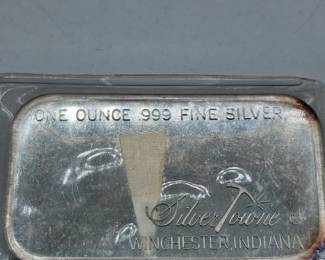 ONE OUNCE .999 FINE SILVER
SilverTowne
WINCHESTER, INDIANA